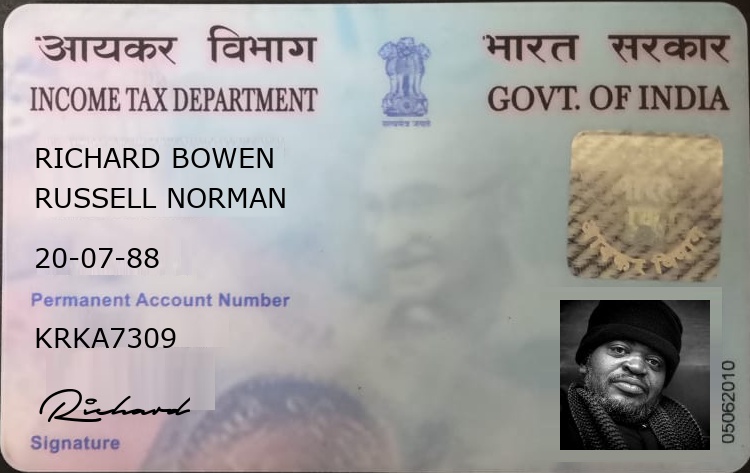 आयकर विभाग भारत सरकार
INCOME TAX DEPARTMENT GOVT. OF INDIA
सत्यमेव जयते
RICHARD BOWEN
RUSSELL NORMAN
20-07-88
Permanent Account Number
KRKA7309
Richard
Signature
05062010